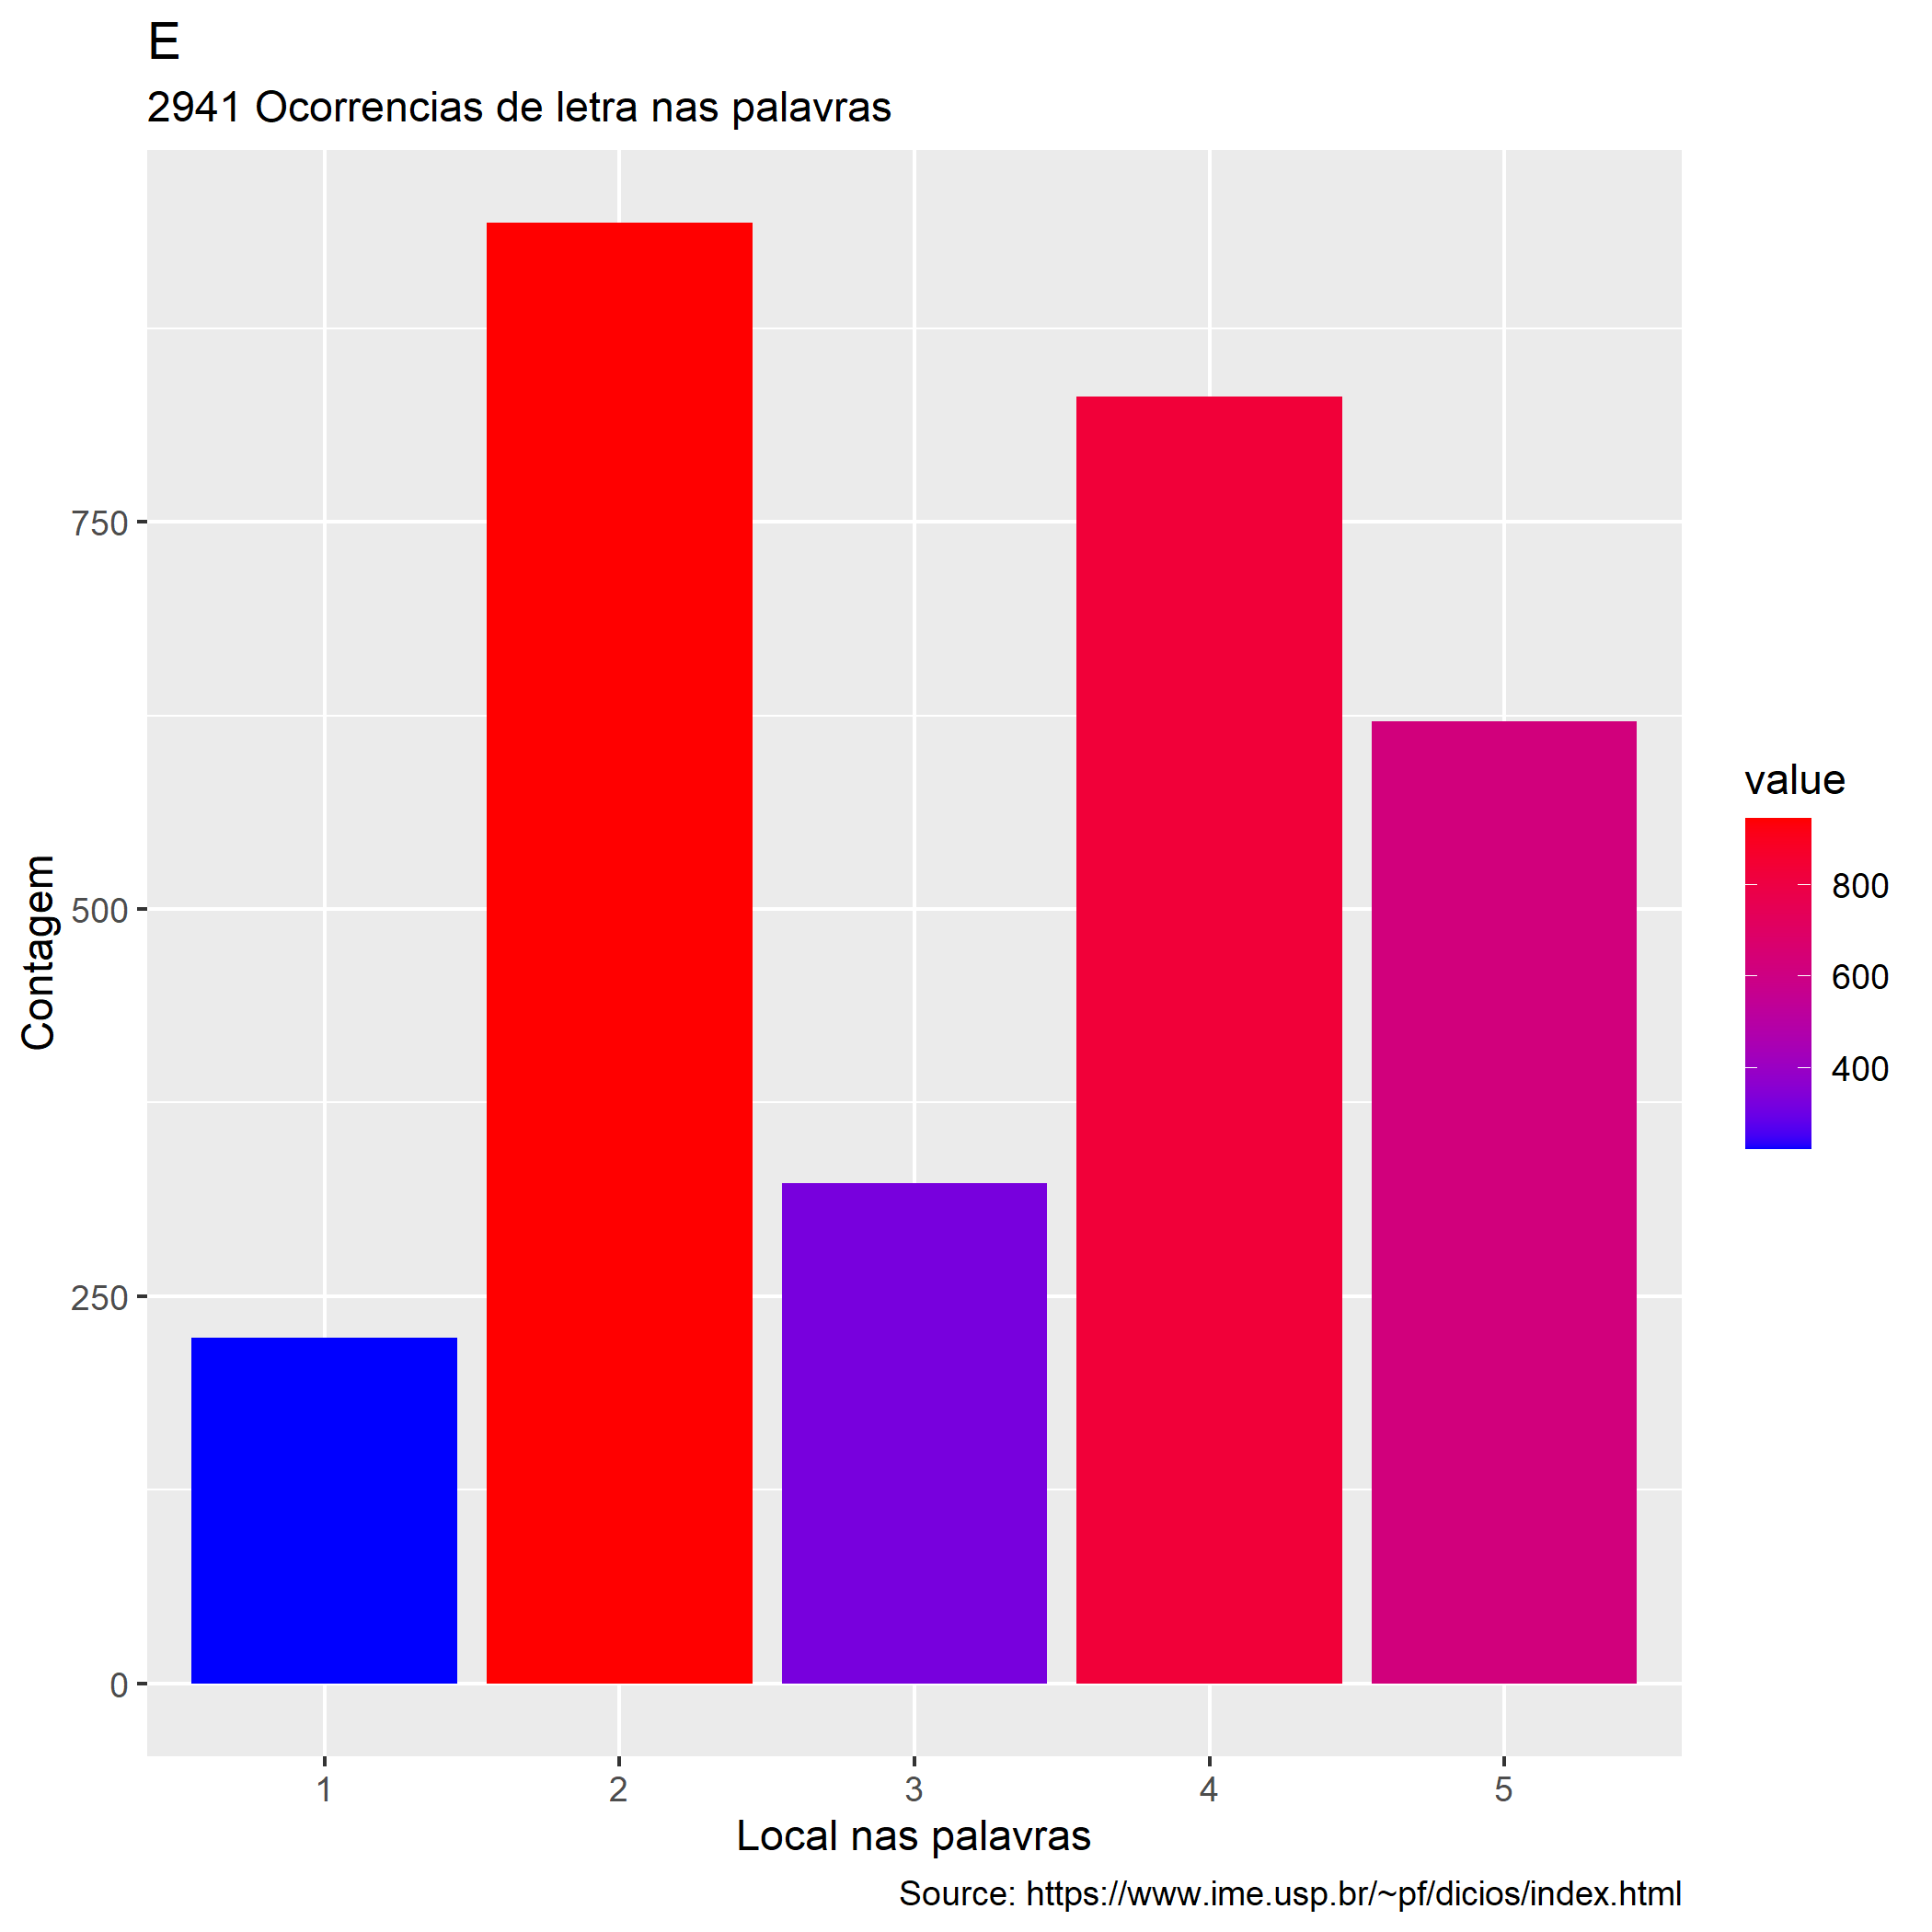 E
2941 Ocorrencias de letra nas palavras
Contagem
750
500
250
0
1 2 3 4 5
Local nas palavras
value
800
600
400
Source: https://www.ime.usp.br/~pf/dicios/index.html